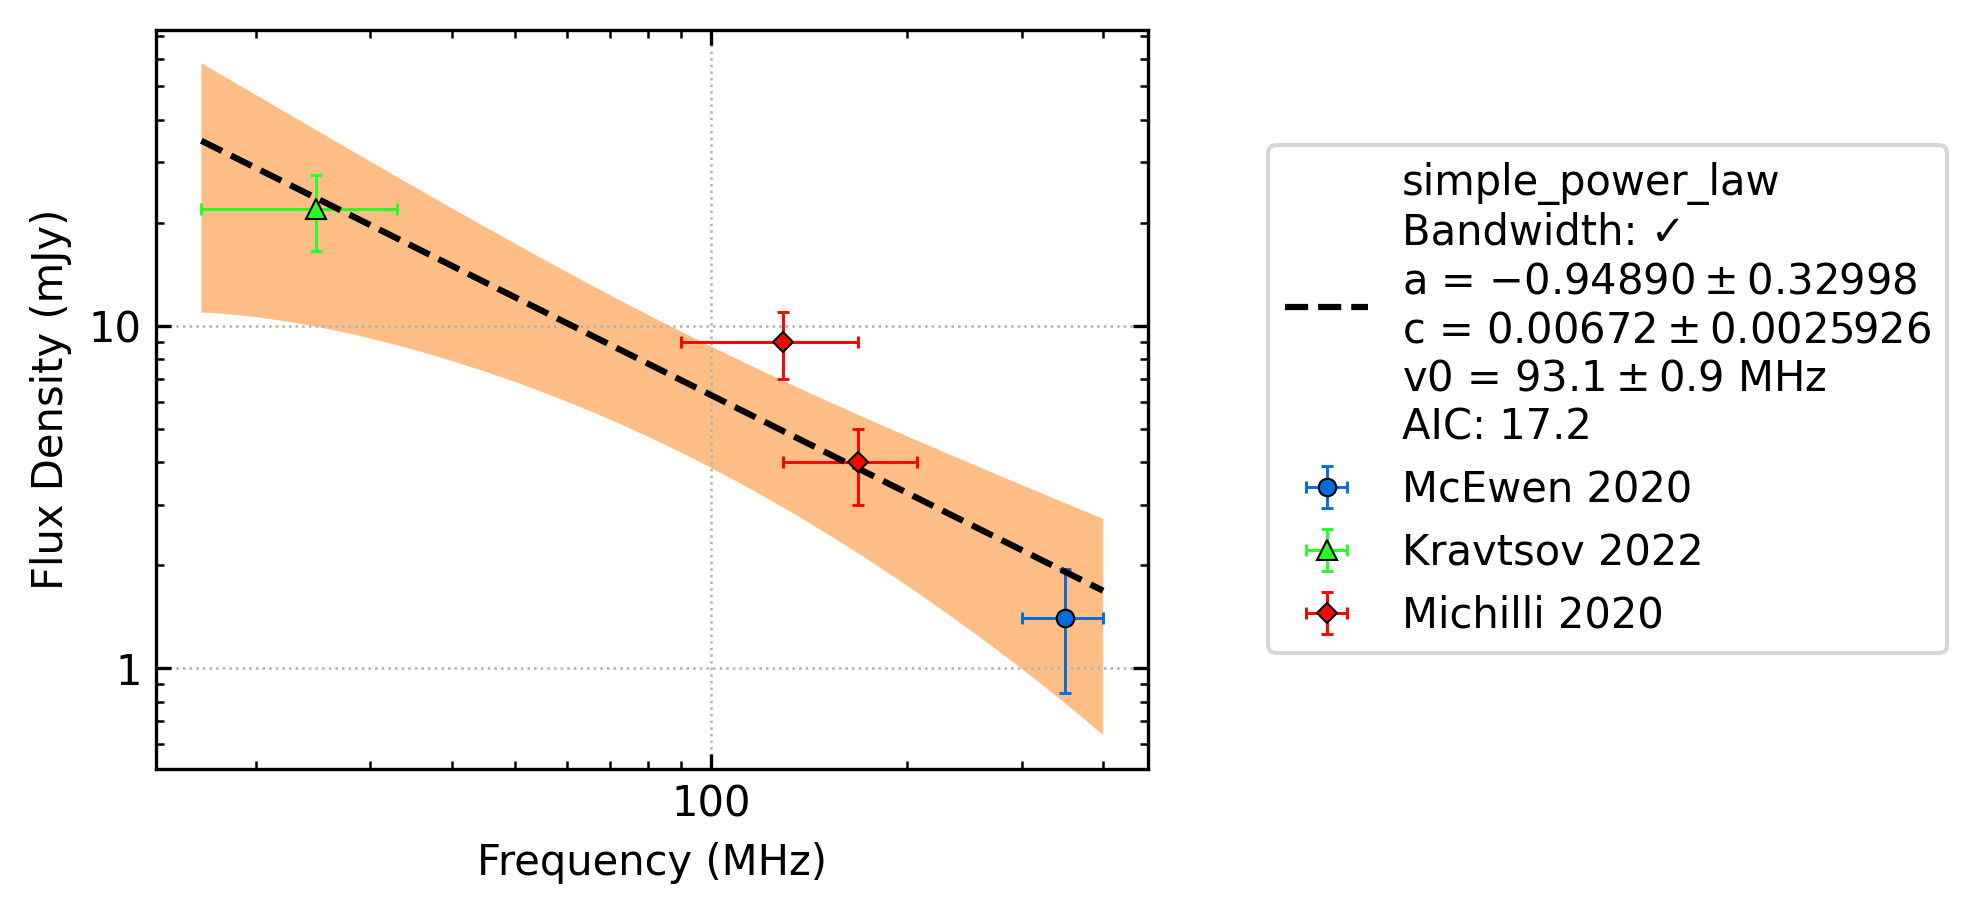 Flux Density (mJy)
10
1
100
Frequency (MHz)
simple_power_law
Bandwidth: ✓
a = −0.94890 ± 0.32998
c = 0.00672 ± 0.0025926
v0 = 93.1 ± 0.9 MHz
AIC: 17.2
McEwen 2020
Kravtsov 2022
Michilli 2020